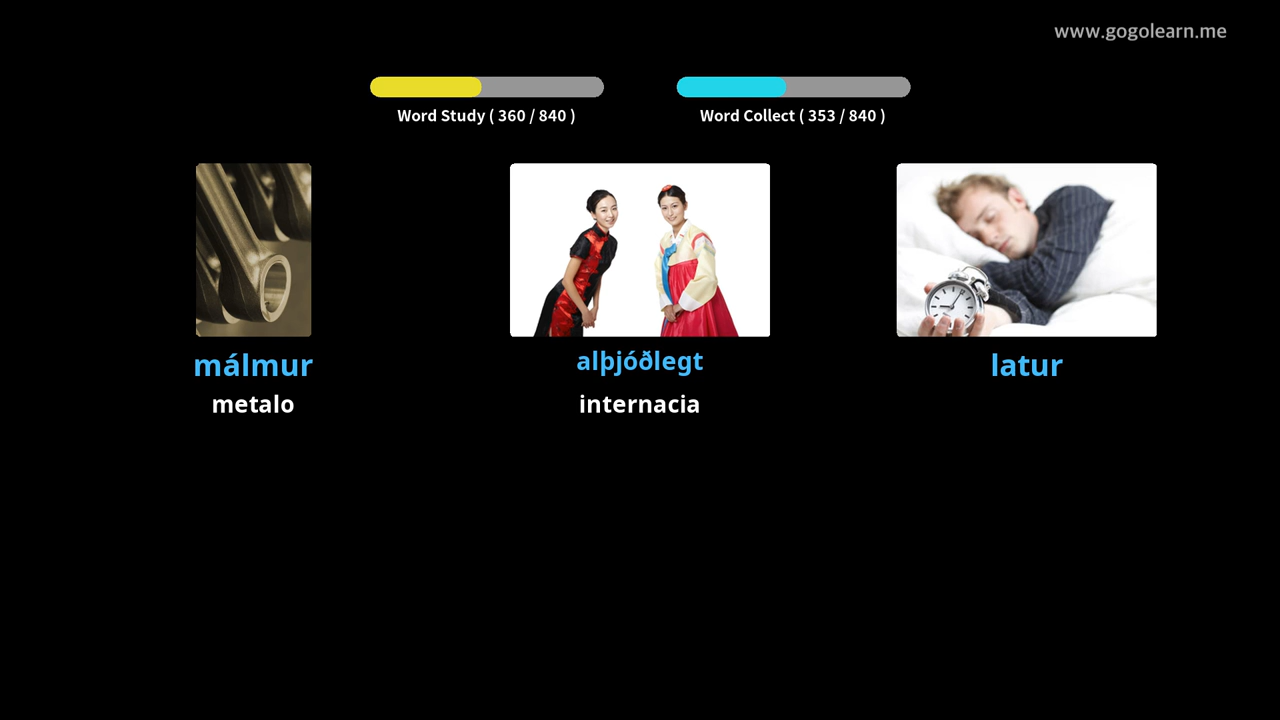 www.gogolearn.me
Word Study ( 360 / 840 )
Word Collect ( 353 / 840 )
málmur
metalo
alþjóðlegt
internacia
latur